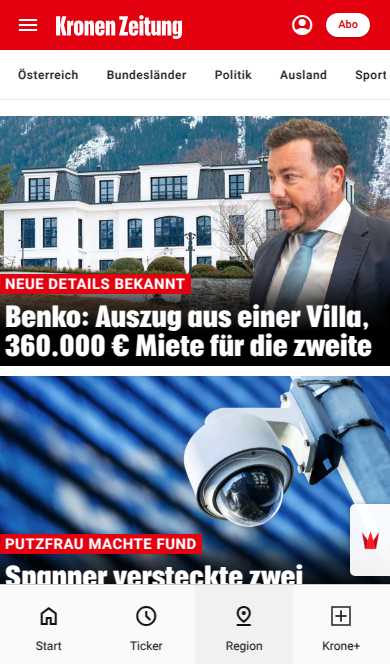 Kronen Zeitung
Abo
Österreich Bundesländer Politik Ausland Sport
NEUE DETAILS BEKANNT
Benko: Auszug aus einer Villa,
360.000 € Miete für die zweite
PUTZFRAU MACHTE FUND
Spanner versteckte zwei
Start Ticker Region Krone+